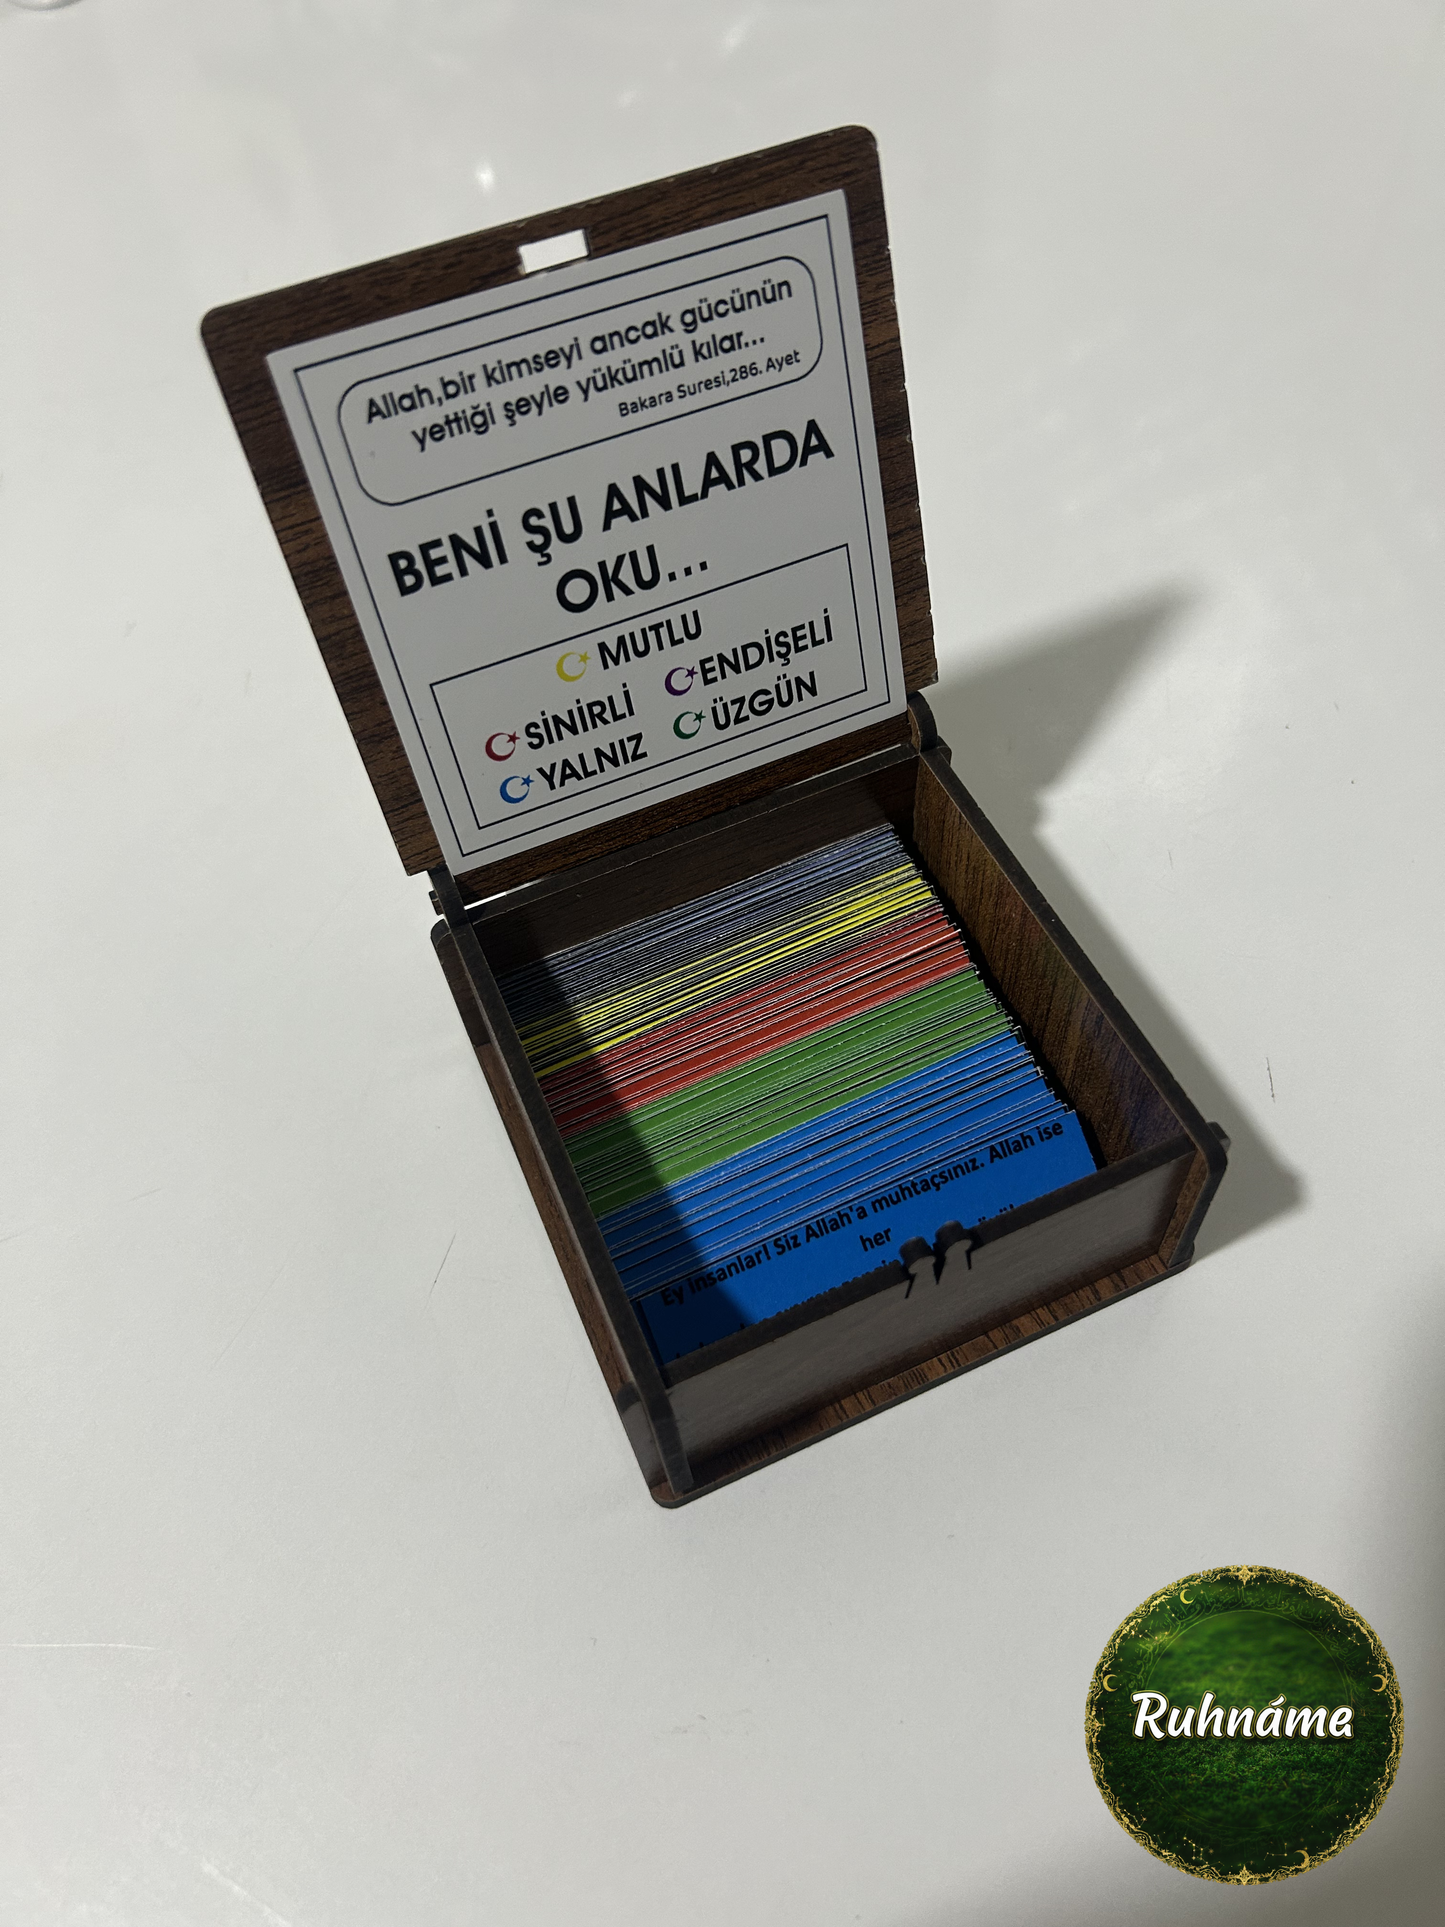 Allah,bir kimseyi ancak gücünün
yettiği şeyle yükümlü kılar...
Bakara Suresi,286. Ayet
BENİ ŞU ANLARDA
OKU...
MUTLU
SİNİRLİ ENDİŞELİ
YALNIZ ÜZGÜN
Ey insanlar! Siz Allah'a muhtaçsınız. Allah ise
her
Ruhnáme